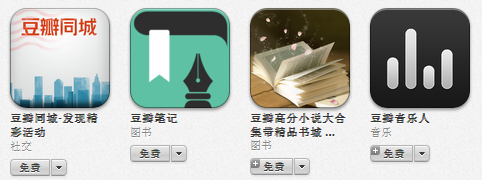 豆瓣同城
豆瓣同城-发现精
彩活动
社交
免费
豆瓣笔记
图书
免费
豆瓣高分小说大合
集带精品书城 ...
图书
免费
豆瓣音乐人
音乐
免费